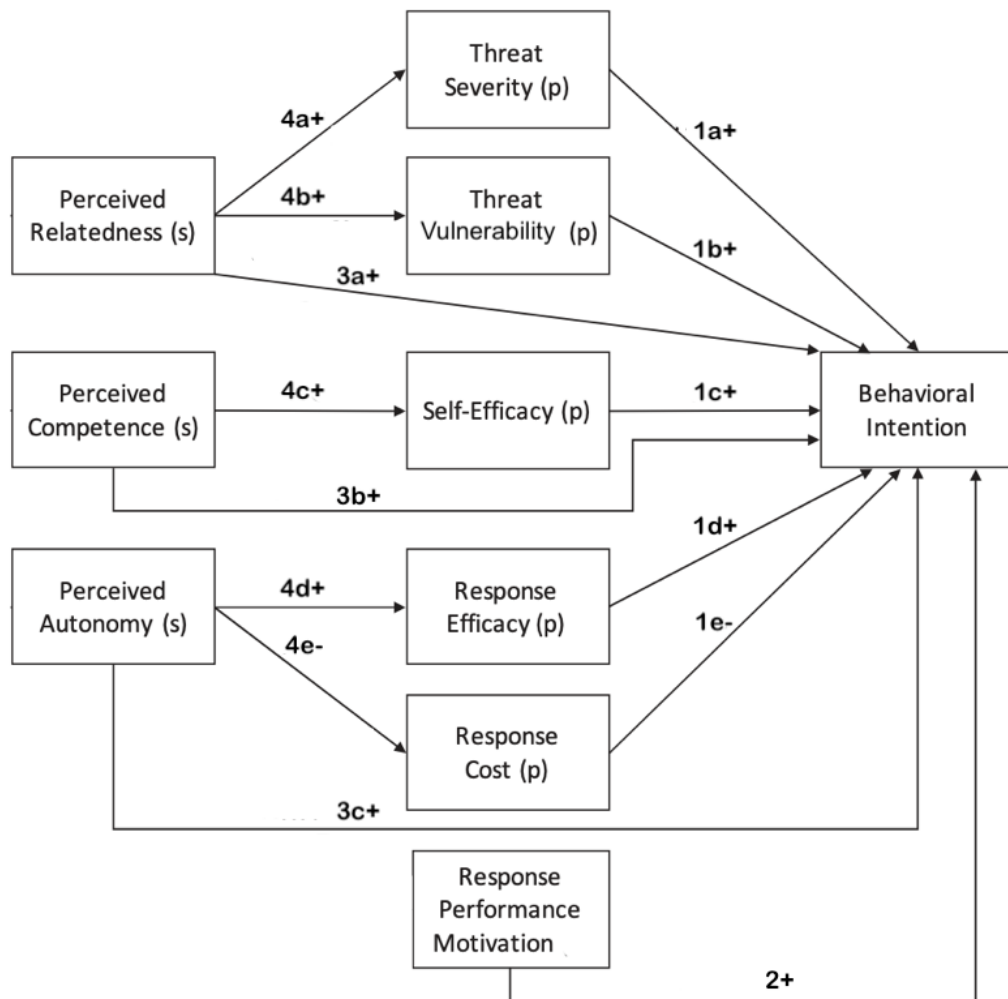 Threat
Severity (p)
4a+
1a+
Perceived
Relatedness (s)
4b+
Threat
Vulnerability (p)
1b+
3a+
Perceived
Competence (s)
4c+
Self-Efficacy (p)
1c+
Behavioral
Intention
3b+
1d+
Perceived
Autonomy (s)
4d+
Response
Efficacy (p)
4e-
1e-
Response
Cost (p)
3c+
Response
Performance
Motivation
2+